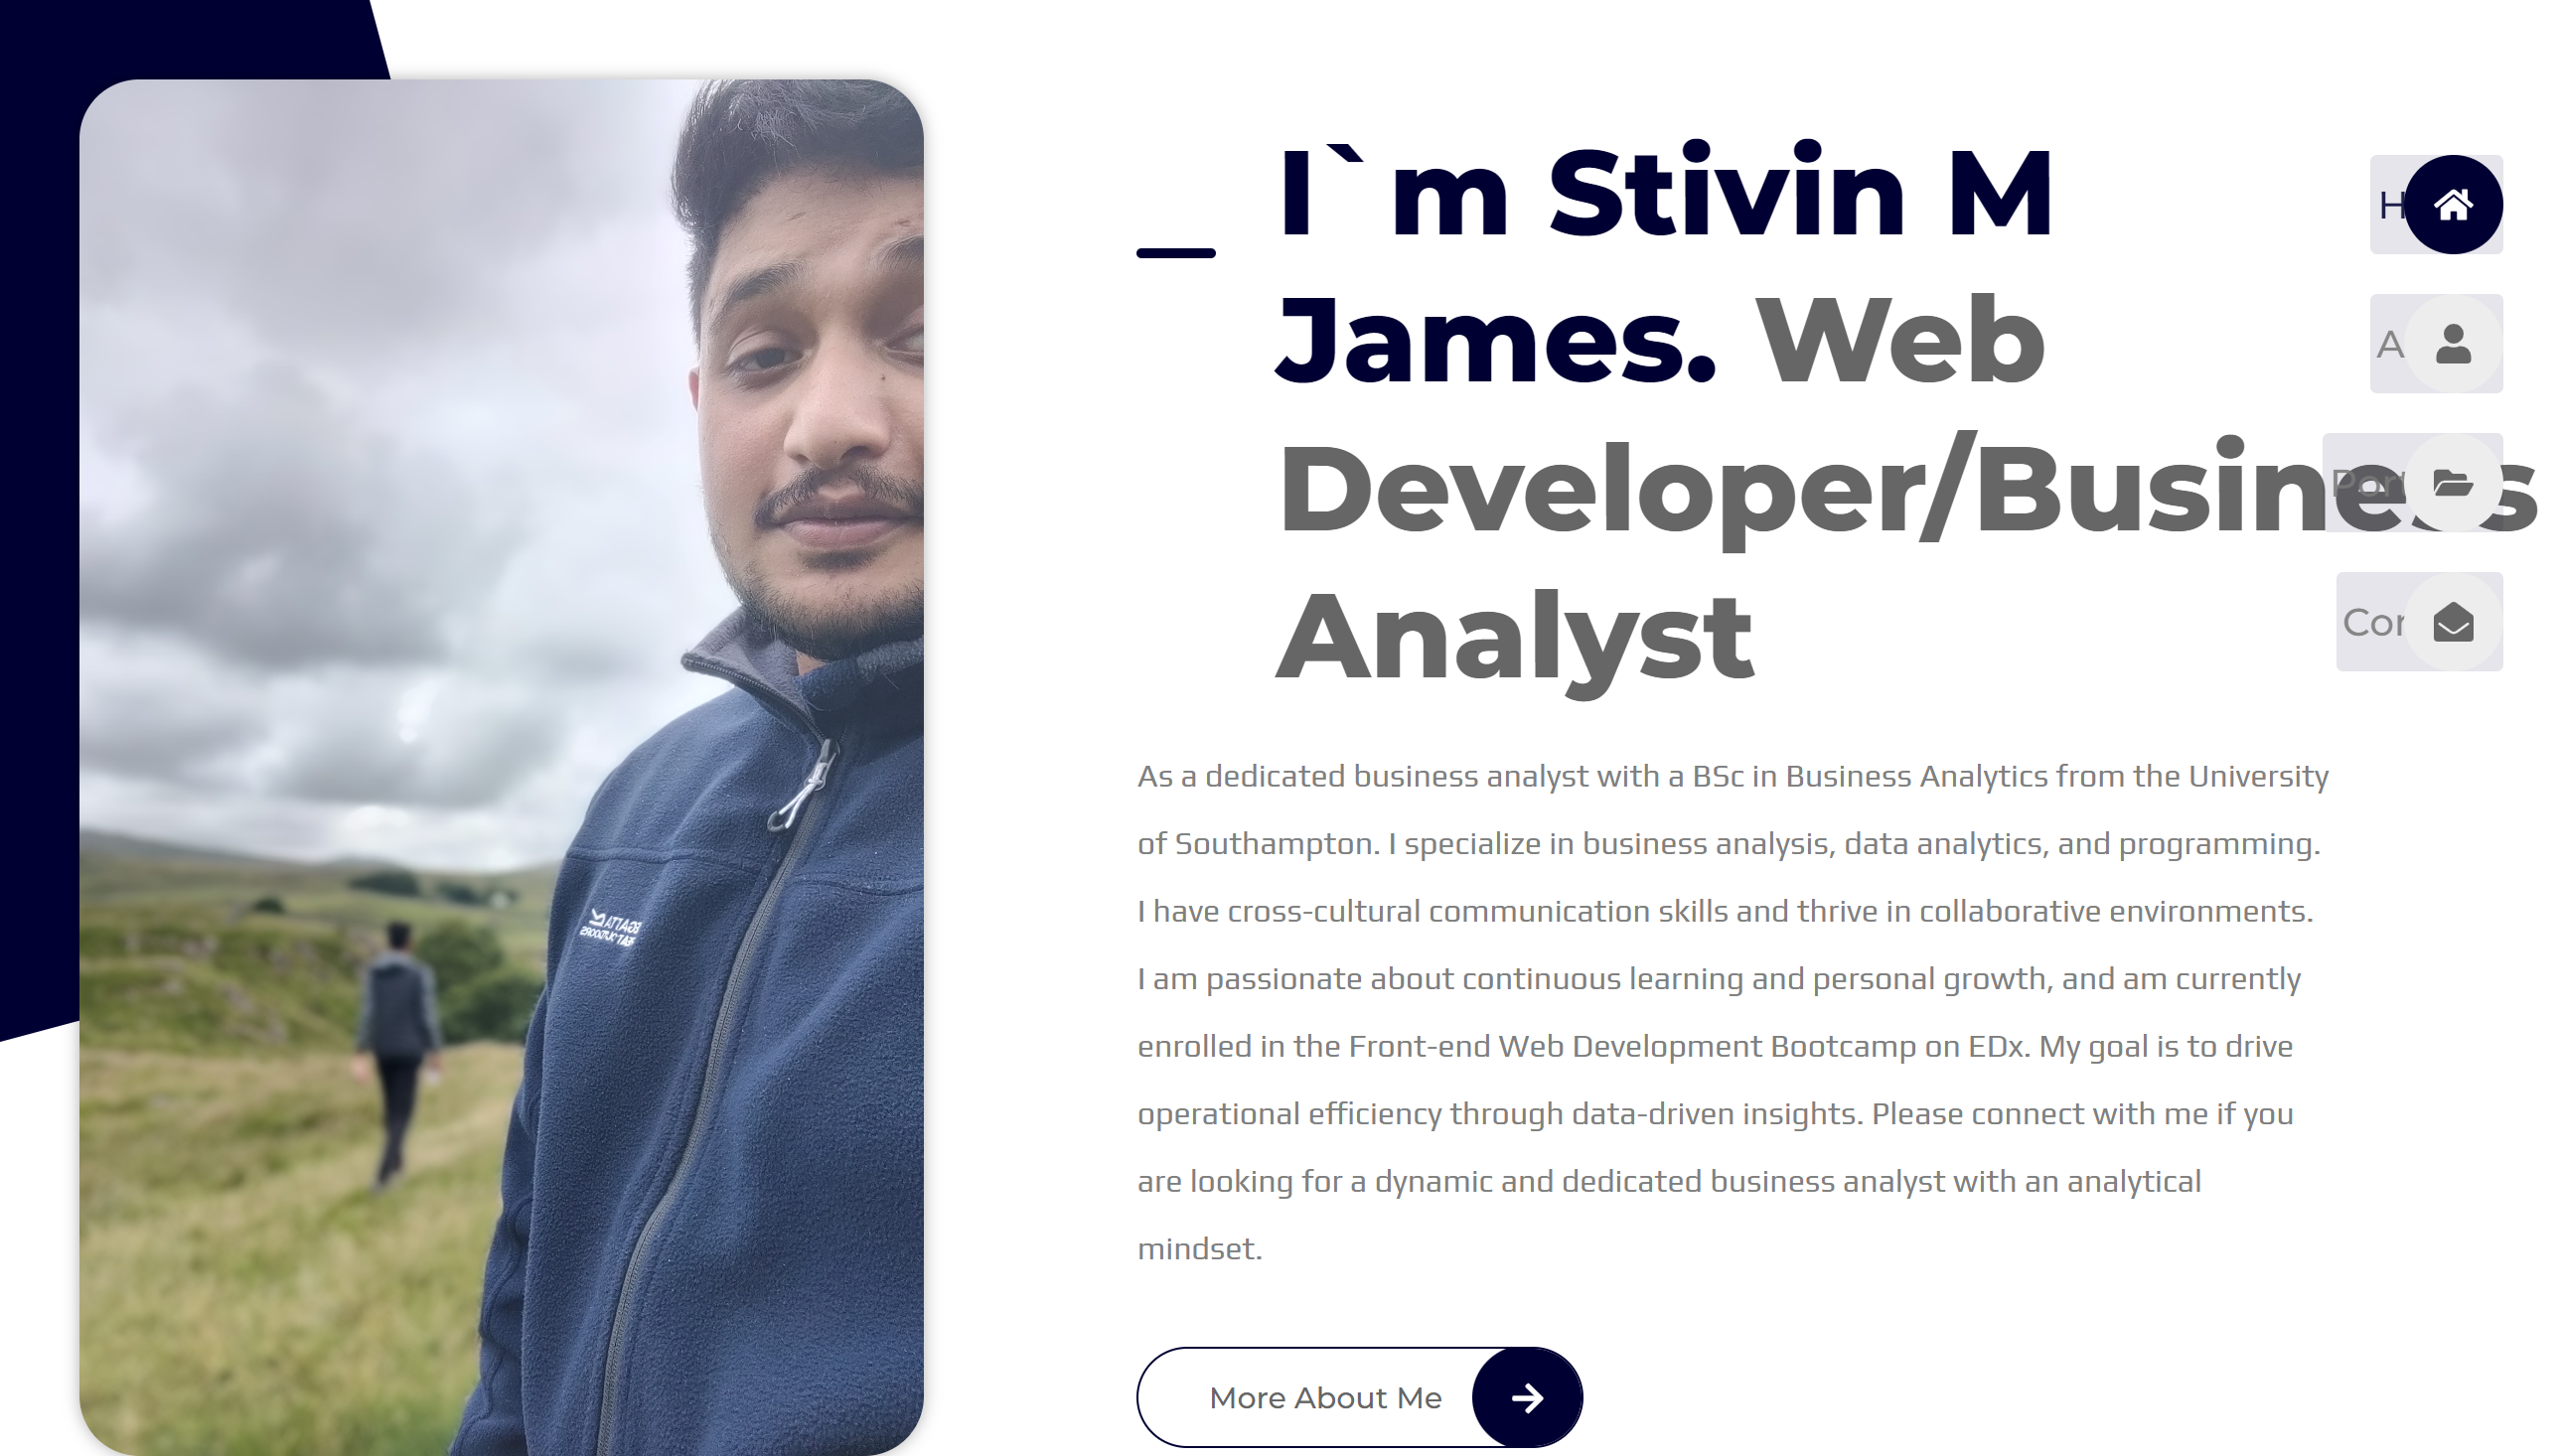 I`m Stivin M
James. Web
Developer/Business
Analyst
H
A
Por
Con
As a dedicated business analyst with a BSc in Business Analytics from the University
of Southampton. I specialize in business analysis, data analytics, and programming.
I have cross-cultural communication skills and thrive in collaborative environments.
I am passionate about continuous learning and personal growth, and am currently
enrolled in the Front-end Web Development Bootcamp on EDx. My goal is to drive
operational efficiency through data-driven insights. Please connect with me if you
are looking for a dynamic and dedicated business analyst with an analytical
mindset.
More About Me